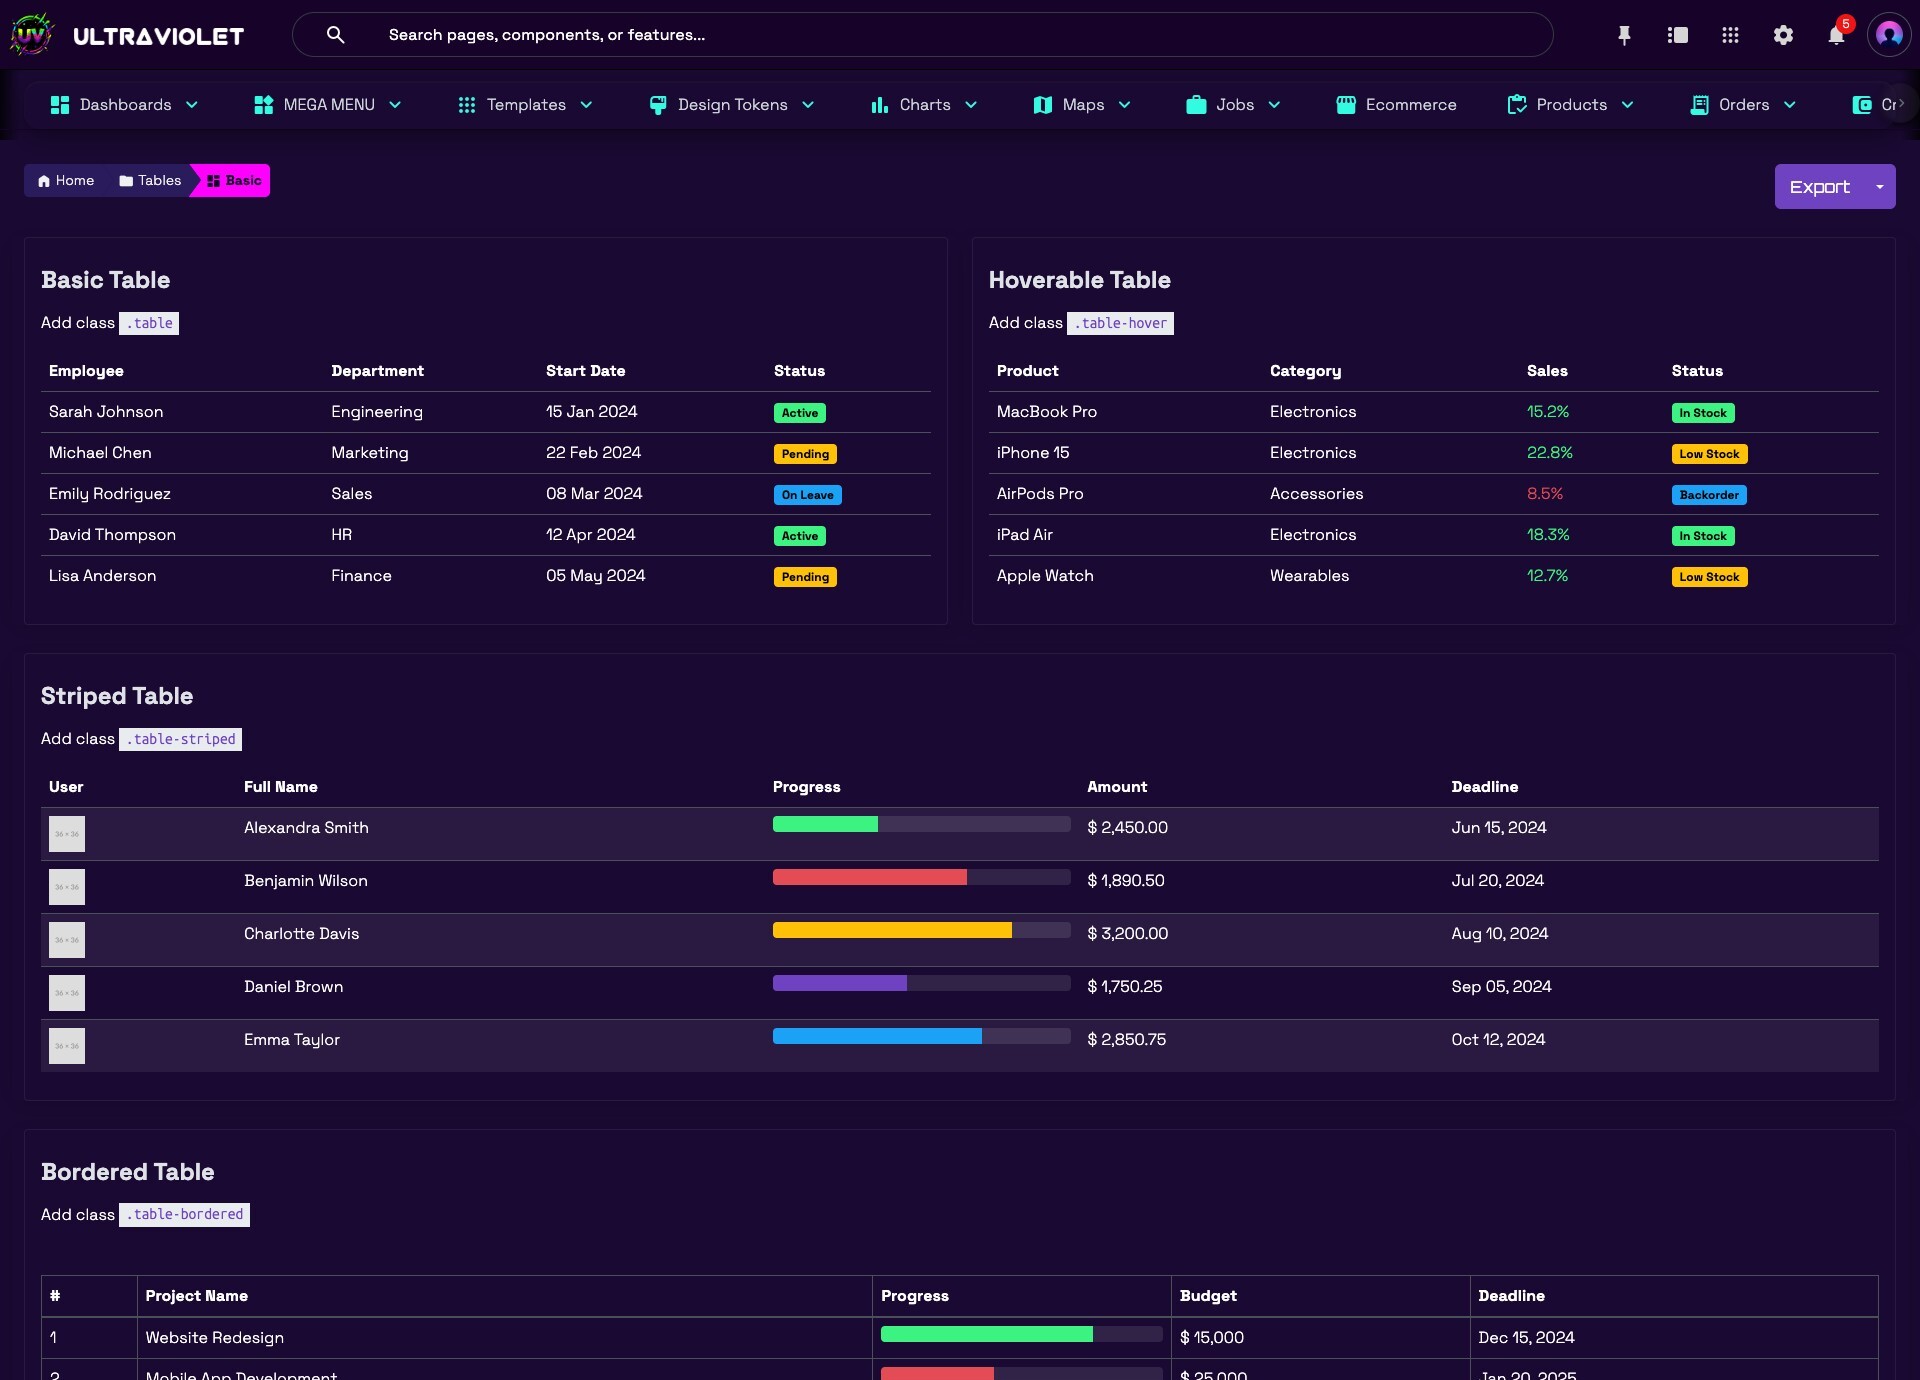 UV ULTRAVIOLET
Search pages, components, or features...
5
Dashboards MEGA MENU Templates Design Tokens Charts Maps Jobs Ecommerce Products Orders
Home Tables Basic
Export
Basic Table
Add class .table
Employee Department Start Date Status
Sarah Johnson Engineering 15 Jan 2024 Active
Michael Chen Marketing 22 Feb 2024 Pending
Emily Rodriguez Sales 08 Mar 2024 On Leave
David Thompson HR 12 Apr 2024 Active
Lisa Anderson Finance 05 May 2024 Pending
Hoverable Table
Add class .table-hover
Product Category Sales Status
MacBook Pro Electronics 15.2% In Stock
iPhone 15 Electronics 22.8% Low Stock
AirPods Pro Accessories 8.5% Backorder
iPad Air Electronics 18.3% In Stock
Apple Watch Wearables 12.7% Low Stock
Striped Table
Add class .table-striped
User Full Name Progress Amount Deadline
36 × 36 Alexandra Smith $ 2,450.00 Jun 15, 2024
36 × 36 Benjamin Wilson $ 1,890.50 Jul 20, 2024
36 × 36 Charlotte Davis $ 3,200.00 Aug 10, 2024
36 × 36 Daniel Brown $ 1,750.25 Sep 05, 2024
36 × 36 Emma Taylor $ 2,850.75 Oct 12, 2024
Bordered Table
Add class .table-bordered
# Project Name Progress Budget Deadline
1 Website Redesign $ 15,000 Dec 15, 2024
2 Mobile App Development $ 25,000 Jan 20, 2025